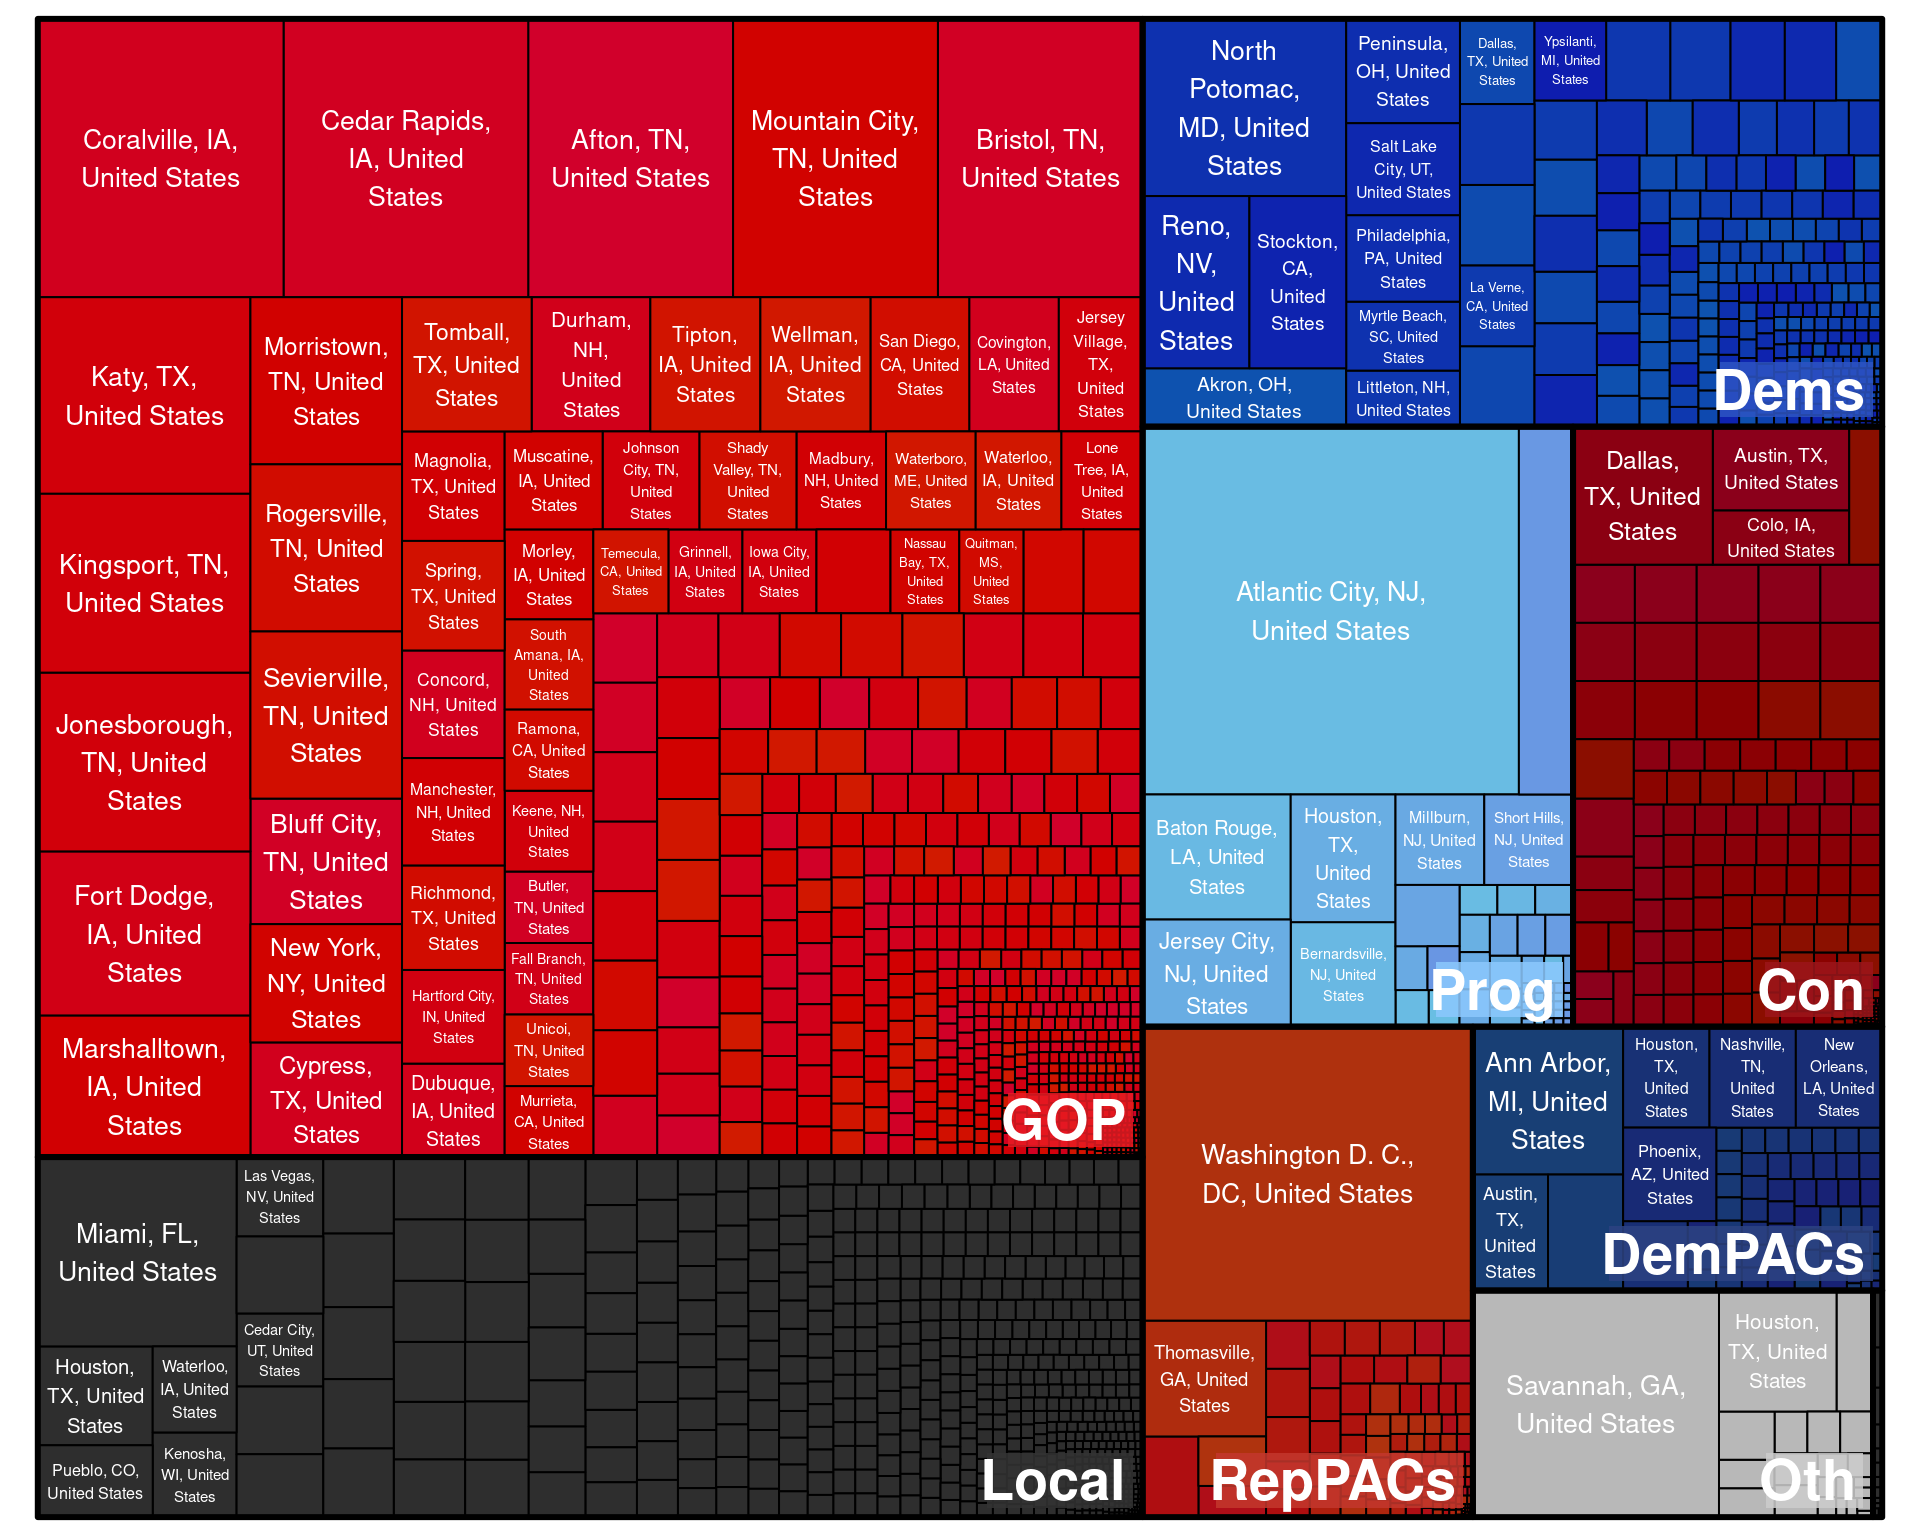 Coralville, IA,
United States
Cedar Rapids,
IA, United
States
Afton, TN,
United States
Mountain City,
TN, United
States
Bristol, TN,
United States
Katy, TX,
United States
Kingsport, TN,
United States
Jonesborough,
TN, United
States
Fort Dodge,
IA, United
States
Marshalltown,
IA, United
States
Morristown,
TN, United
States
Rogersville,
TN, United
States
Sevierville,
TN, United
States
Bluff City,
TN, United
States
New York,
NY, United
States
Cypress,
TX, United
States
Tomball,
TX, United
States
Durham,
NH,
United
States
Tipton,
IA, United
States
Wellman,
IA, United
States
San Diego,
CA, United
States
Covington,
LA, United
States
Jersey
Village,
TX,
United
States
Magnolia,
TX, United
States
Spring,
TX, United
States
Concord,
NH, United
States
Manchester,
NH, United
States
Richmond,
TX, United
States
Hartford City,
IN, United
States
Dubuque,
IA, United
States
Muscatine,
IA, United
States
Johnson
City, TN,
United
States
Shady
Valley, TN,
United
States
Madbury,
NH, United
States
Waterboro,
ME, United
States
Waterloo,
IA, United
States
Lone
Tree, IA,
United
States
Morley,
IA, United
States
Temecula,
CA, United
States
Grinnell,
IA, United
States
Iowa City,
IA, United
States
Nassau
Bay, TX,
United
States
Quitman,
MS,
United
States
South
Amana, IA,
United
States
Ramona,
CA, United
States
Keene, NH,
United
States
Butler,
TN, United
States
Fall Branch,
TN, United
States
Unicoi,
TN, United
States
Murrieta,
CA, United
States
GOP
Miami, FL,
United States
Houston,
TX, United
States
Waterloo,
IA, United
States
Pueblo, CO,
United States
Kenosha,
WI, United
States
Las Vegas,
NV, United
States
Cedar City,
UT, United
States
Local
North
Potomac,
MD, United
States
Reno,
NV,
United
States
Stockton,
CA,
United
States
Akron, OH,
United States
Peninsula,
OH, United
States
Salt Lake
City, UT,
United States
Philadelphia,
PA, United
States
Myrtle Beach,
SC, United
States
Littleton, NH,
United States
Dallas,
TX, United
States
Ypsilanti,
MI, United
States
La Verne,
CA, United
States
Dems
Atlantic City, NJ,
United States
Baton Rouge,
LA, United
States
Jersey City,
NJ, United
States
Houston,
TX,
United
States
Bernardsville,
NJ, United
States
Millburn,
NJ, United
States
Short Hills,
NJ, United
States
Prog
Dallas,
TX, United
States
Austin, TX,
United States
Colo, IA,
United States
Con
Washington D. C.,
DC, United States
Thomasville,
GA, United
States
RepPACs
Ann Arbor,
MI, United
States
Austin,
TX,
United
States
Houston,
TX,
United
States
Nashville,
TN,
United
States
New
Orleans,
LA, United
States
Phoenix,
AZ, United
States
DemPACs
Savannah, GA,
United States
Houston,
TX, United
States
Oth